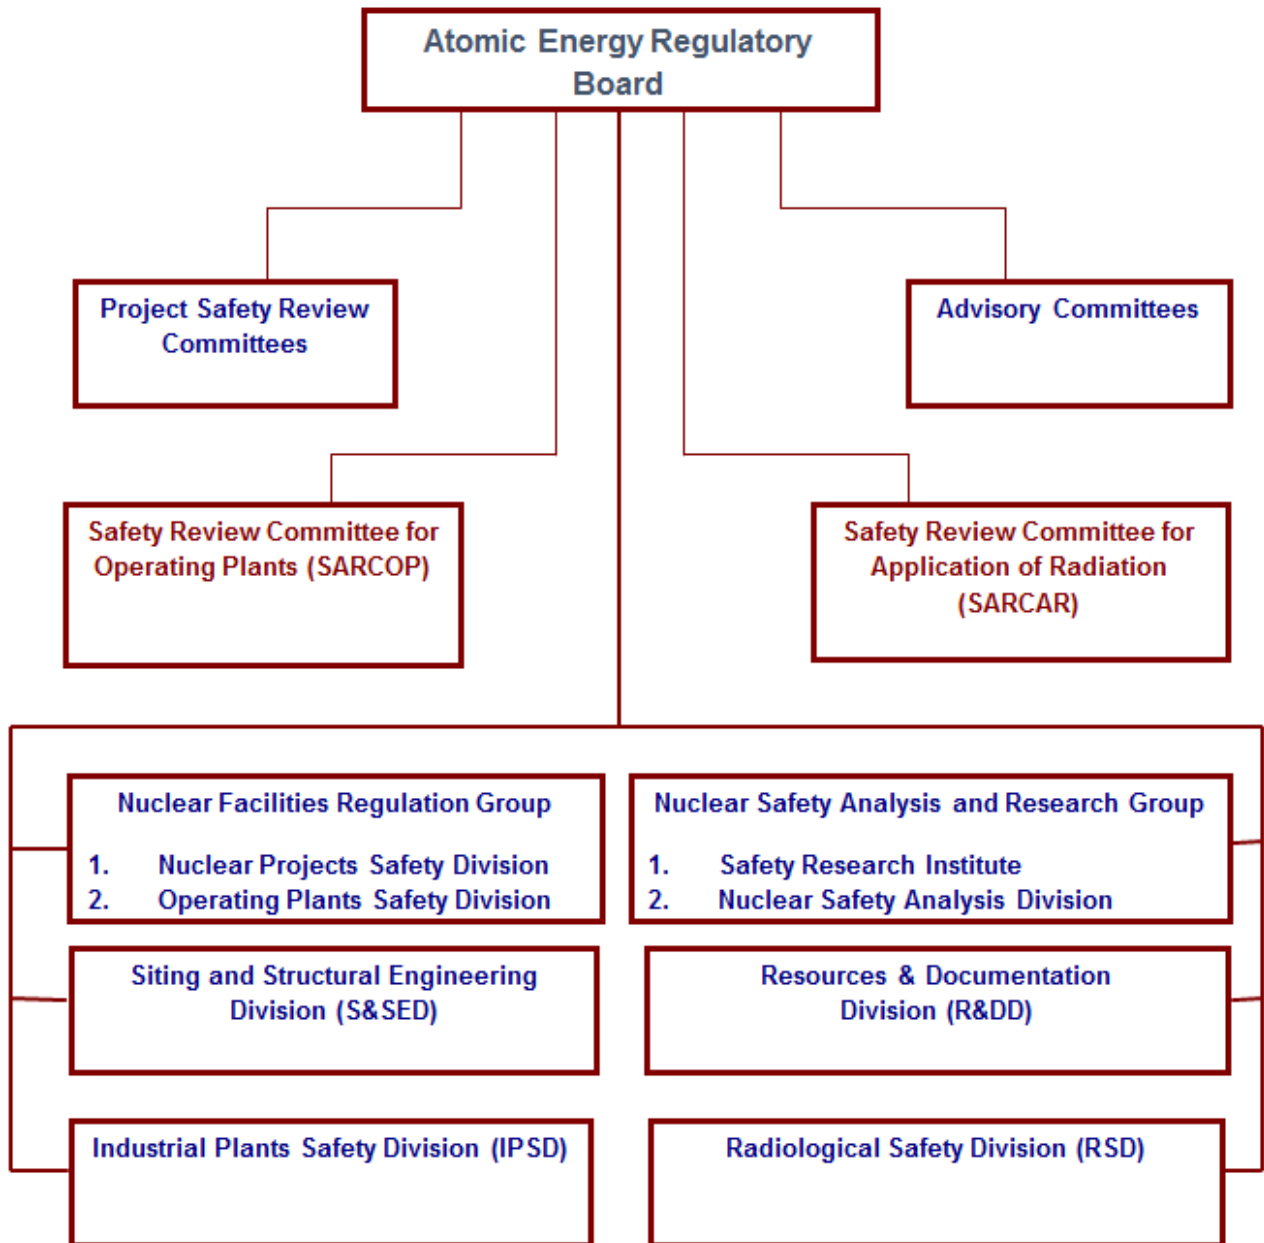 Atomic Energy Regulatory
Board
Project Safety Review
Committees
Advisory Committees
Safety Review Committee for
Operating Plants (SARCOP)
Safety Review Committee for
Application of Radiation
(SARCAR)
Nuclear Facilities Regulation Group
1. Nuclear Projects Safety Division
2. Operating Plants Safety Division
Nuclear Safety Analysis and Research Group
1. Safety Research Institute
2. Nuclear Safety Analysis Division
Siting and Structural Engineering
Division (S&SED)
Resources & Documentation
Division (R&DD)
Industrial Plants Safety Division (IPSD)
Radiological Safety Division (RSD)